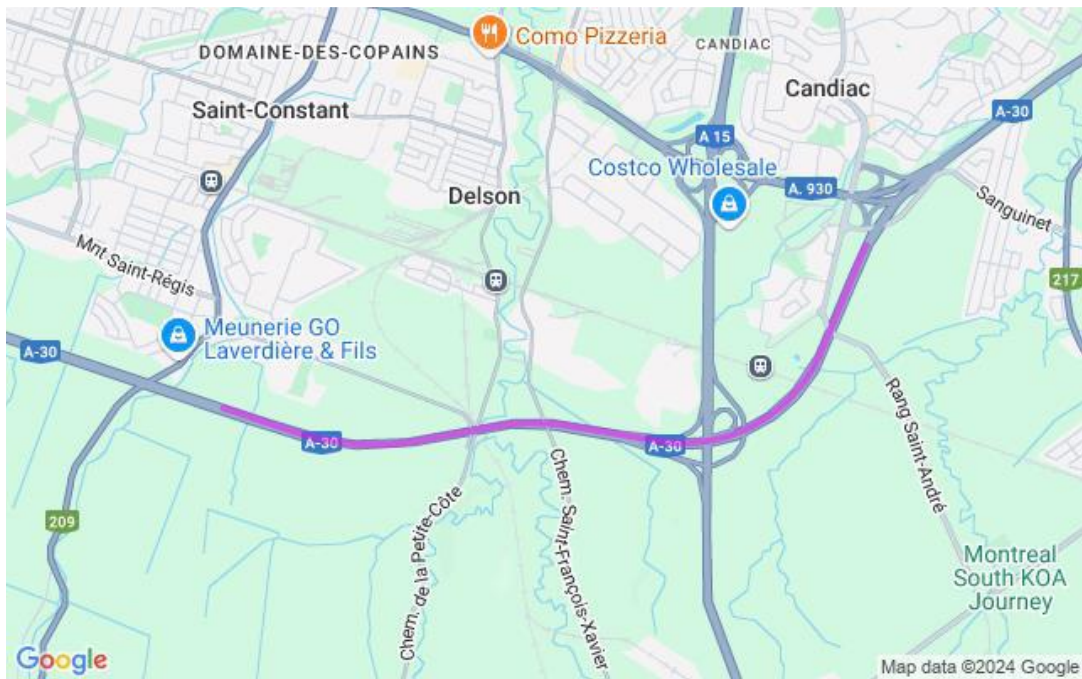 Como Pizzeria
CANDIAC
DOMAINE-DES-COPAINS
Candiac
Saint-Constant
A-30
A 15
Costco Wholesale
Delson
A. 930
Sanguinet
Mnt Saint-Régis
217
Meunerie GO
Laverdière & Fils
A-30
A-30
A-30
Rang Saint-André
Chem. de la Petite-Côte
Chem. Saint-François-Xavier
209
Montreal
South KOA
Journey
Google
Map data ©2024 Google